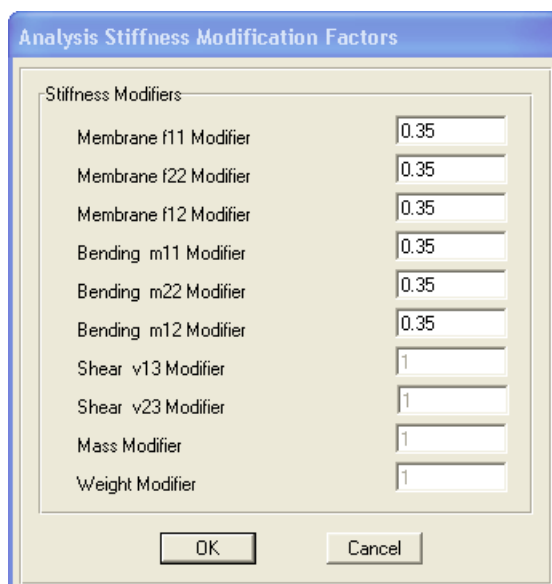 Analysis Stiffness Modification Factors
Stiffness Modifiers
Membrane f11 Modifier 0.35
Membrane f22 Modifier 0.35
Membrane f12 Modifier 0.35
Bending m11 Modifier 0.35
Bending m22 Modifier 0.35
Bending m12 Modifier 0.35
Shear v13 Modifier 1
Shear v23 Modifier 1
Mass Modifier 1
Weight Modifier 1
OK Cancel